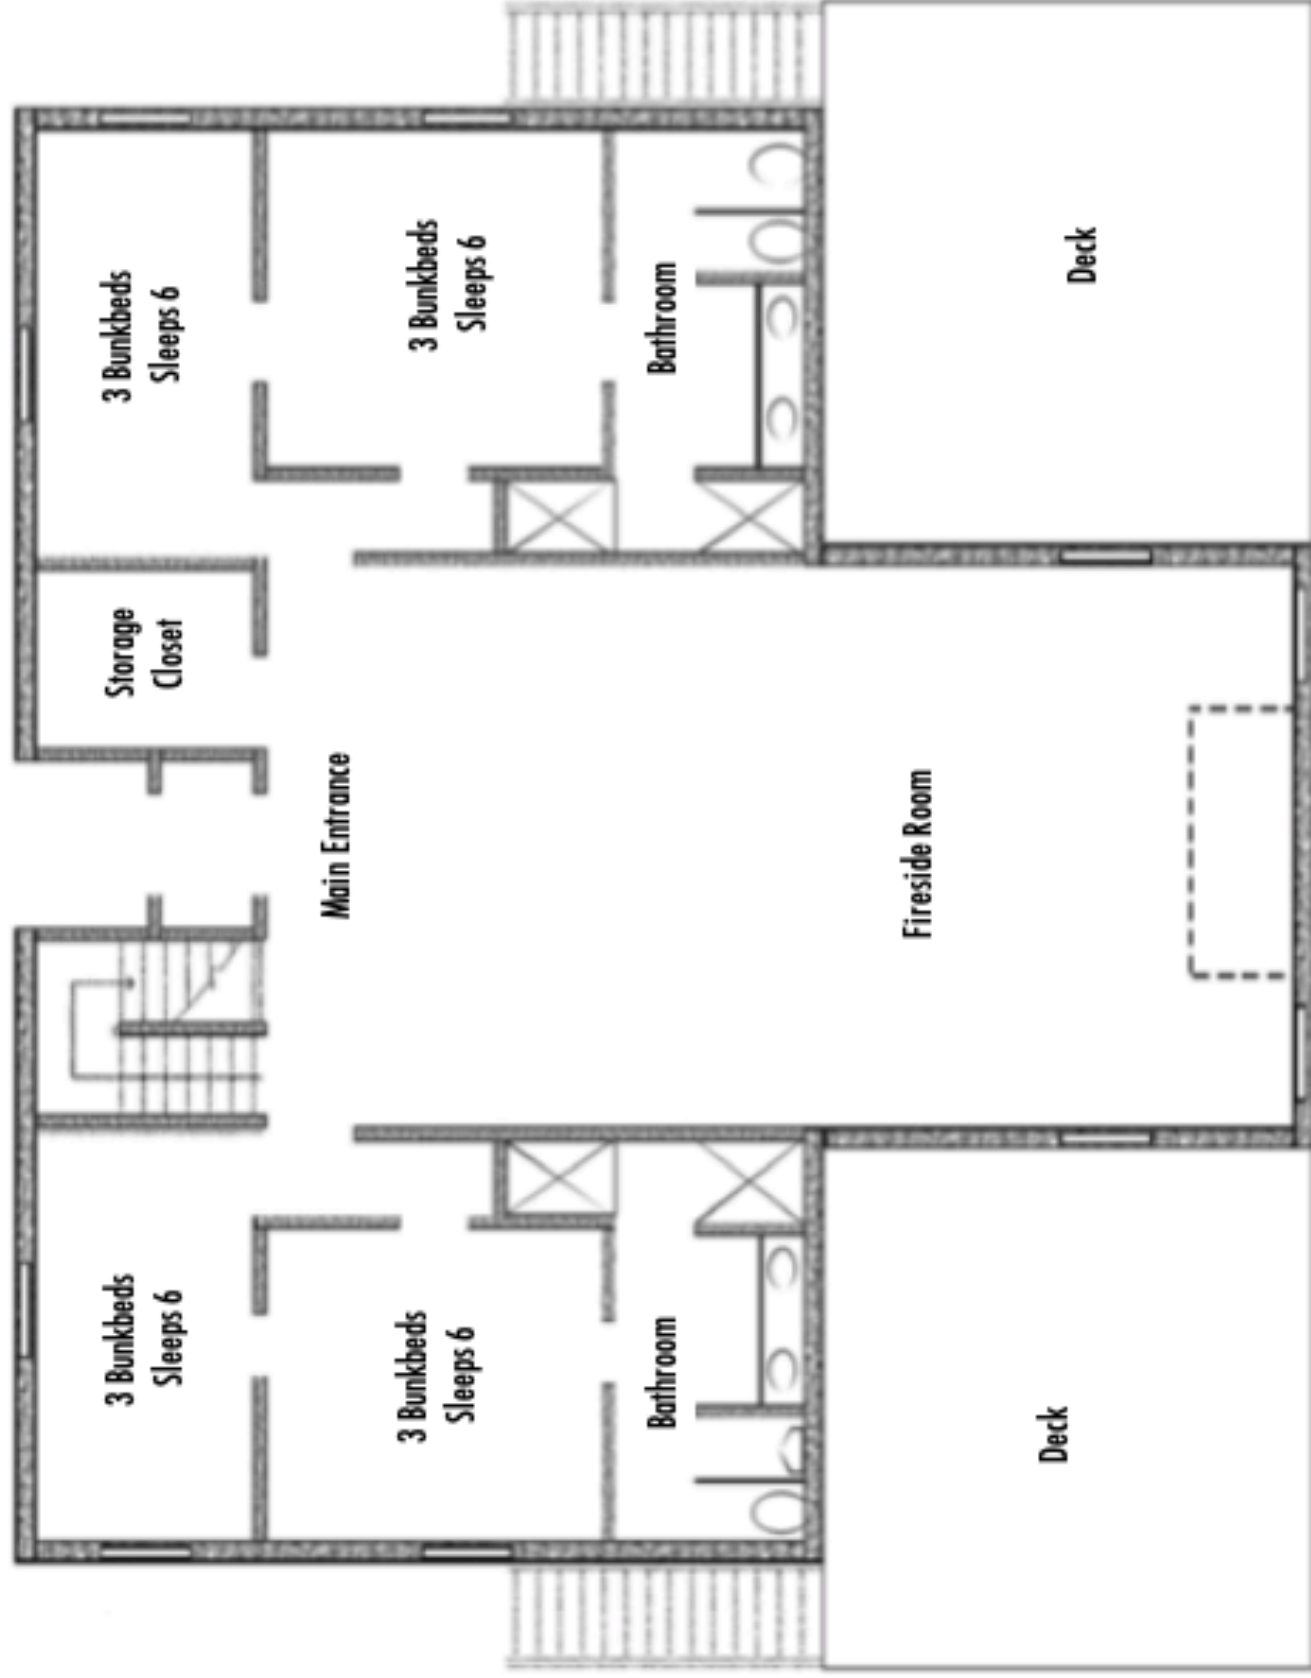 3 Bunkbeds
Sleeps 6
3 Bunkbeds
Sleeps 6
Bathroom
Deck
Storage
Closet
Main Entrance
Fireside Room
3 Bunkbeds
Sleeps 6
3 Bunkbeds
Sleeps 6
Bathroom
Deck